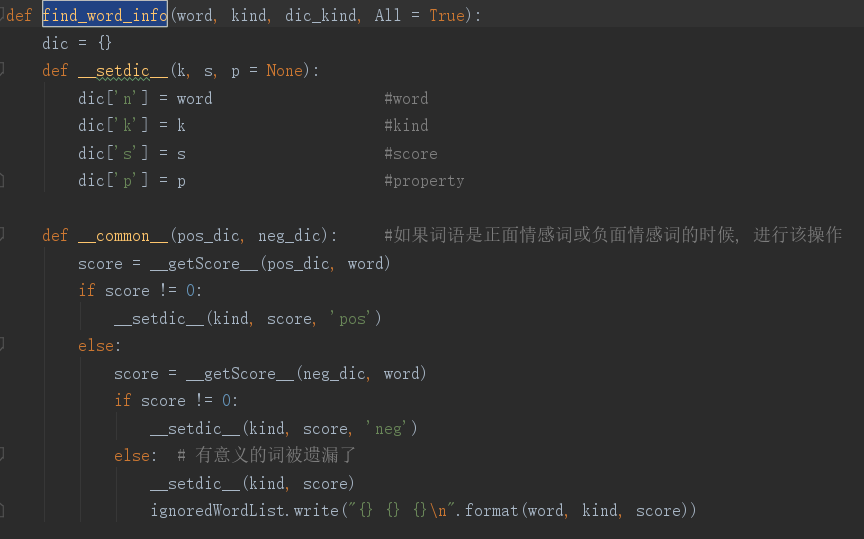 def find_word_info(word, kind, dic_kind, All = True):
    dic = {}
    def __setdic__(k, s, p = None):
        dic['n'] = word                   #word
        dic['k'] = k                      #kind
        dic['s'] = s                      #score
        dic['p'] = p                      #property

    def __common__(pos_dic, neg_dic):     #如果词语是正面情感词或负面情感词的时候, 进行该操作
        score = __getScore__(pos_dic, word)
        if score != 0:
            __setdic__(kind, score, 'pos')
        else:
            score = __getScore__(neg_dic, word)
            if score != 0:
                __setdic__(kind, score, 'neg')
            else:  # 有意义的词被遗漏了
                __setdic__(kind, score)
                ignoredWordList.write("{} {} {}\n".format(word, kind, score))